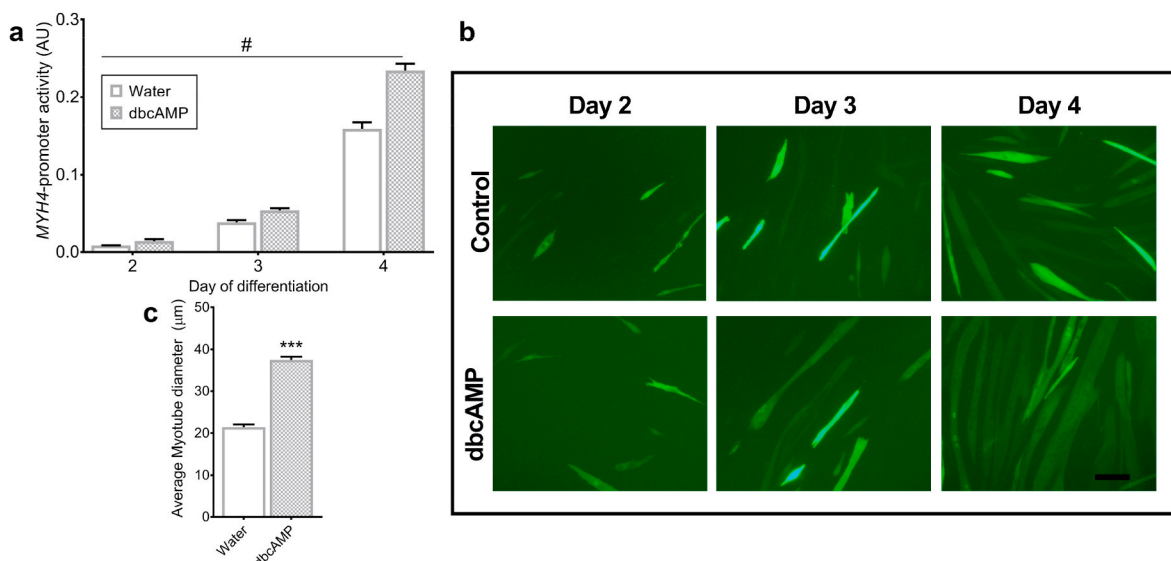 a
MYH4-promoter activity (AU)
0.3
0.2
0.1
0.0
#
Water
dbcAMP
2
3
4
Day of differentiation
b
Day 2
Day 3
Day 4
Control
dbcAMP
c
Average Myotube diameter (μm)
50
40
30
20
10
0
***
Water
dbcAMP